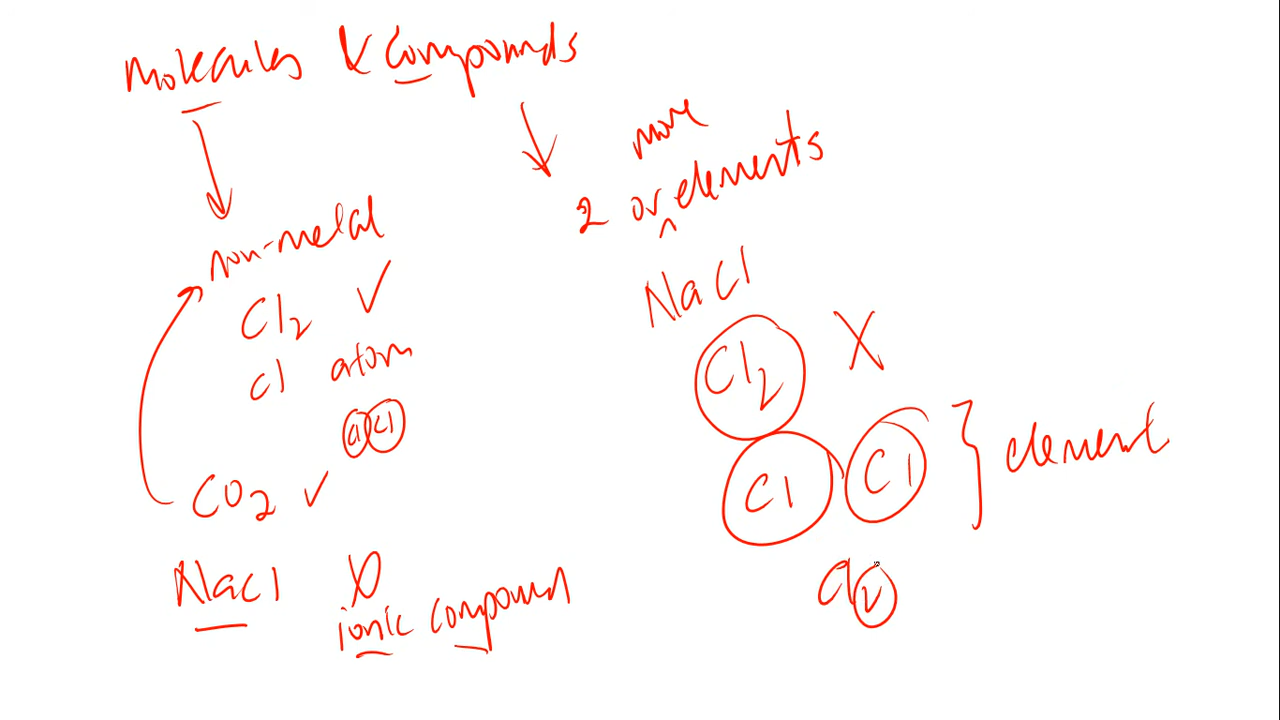 Molecules & Compounds
more
2 or elements
non-metal
NaCl
Cl2 ✓
Cl2 X
Cl atom
Cl Cl
Cl Cl } element
CO2 ✓
NaCl X
ionic compound